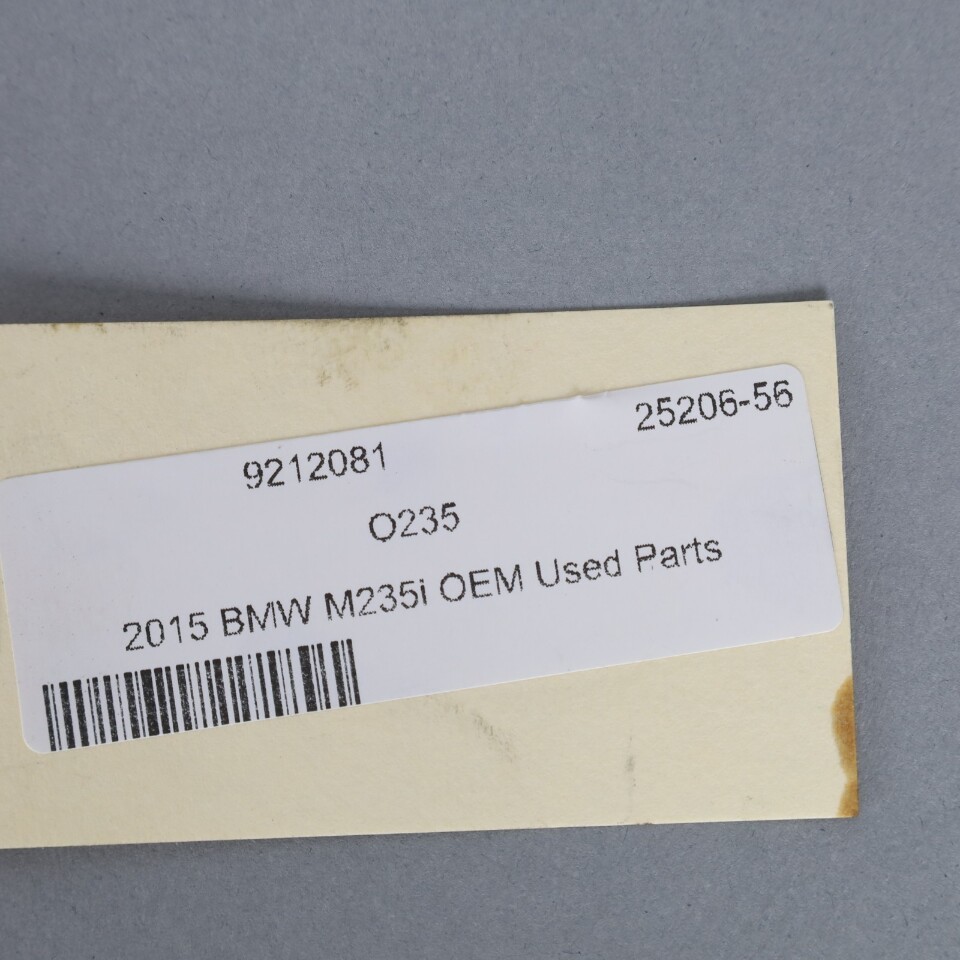 25206-56
9212081
O235
2015 BMW M235i OEM Used Parts